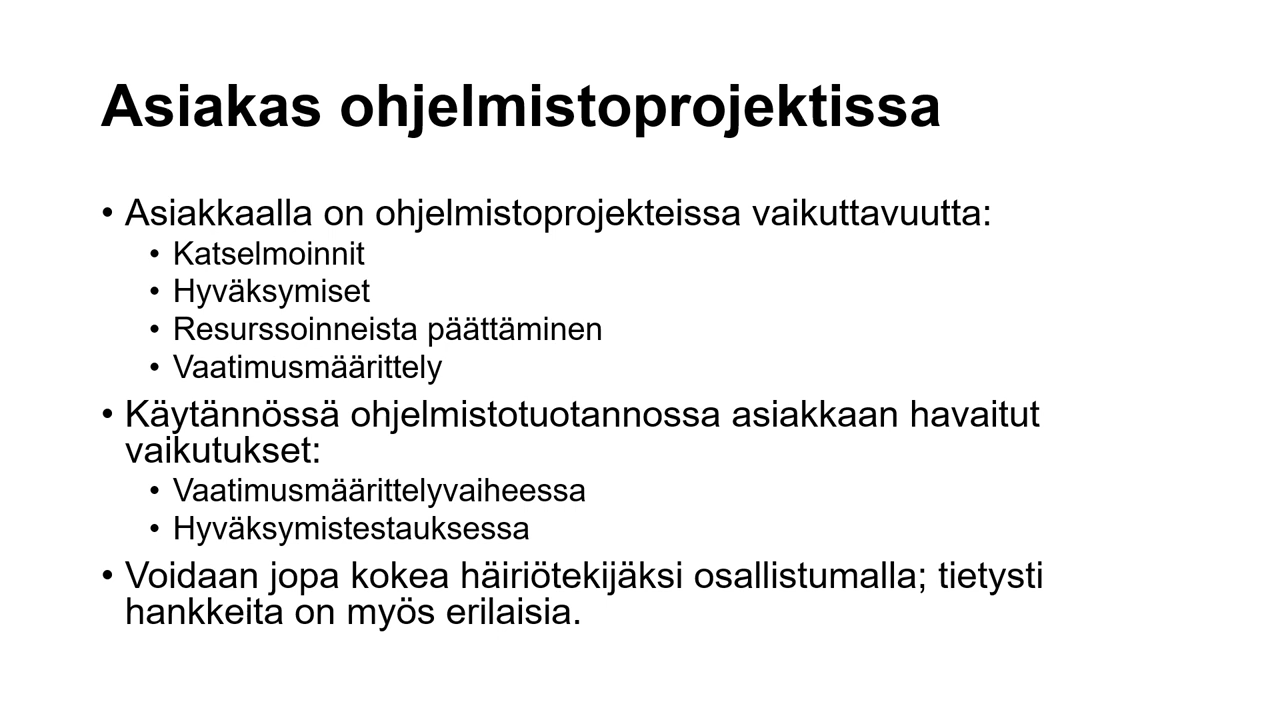 Asiakas ohjelmistoprojektissa
• Asiakkaalla on ohjelmistoprojekteissa vaikuttavuutta:
• Katselmoinnit
• Hyväksymiset
• Resurssoinneista päättäminen
• Vaatimusmäärittely
• Käytännössä ohjelmistotuotannossa asiakkaan havaitut
vaikutukset:
• Vaatimusmäärittelyvaiheessa
• Hyväksymistestauksessa
• Voidaan jopa kokea häiriötekijäksi osallistumalla; tietysti
hankkeita on myös erilaisia.